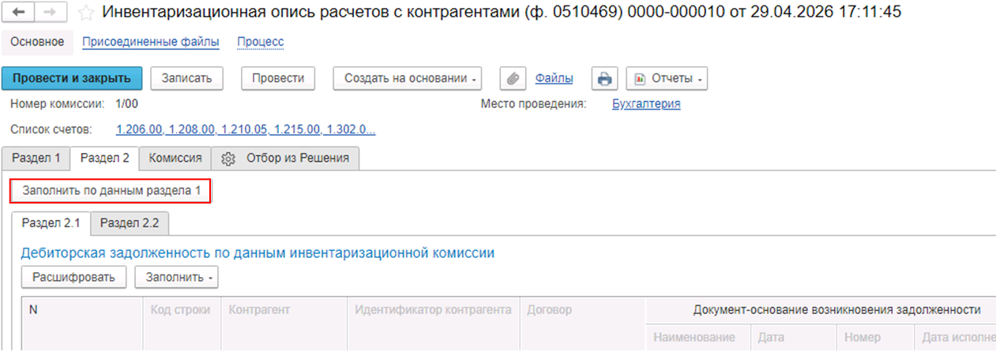 Инвентаризационная опись расчетов с контрагентами (ф. 0510469) 0000-000010 от 29.04.2026 17:11:45
Основное Присоединенные файлы Процесс
Провести и закрыть Записать Провести Создать на основании Файлы Отчеты
Номер комиссии: 1/00 Место проведения: Бухгалтерия
Список счетов: 1.206.00, 1.208.00, 1.210.05, 1.215.00, 1.302.0...
Раздел 1 Раздел 2 Комиссия Отбор из Решения
Заполнить по данным раздела 1
Раздел 2.1 Раздел 2.2
Дебиторская задолженность по данным инвентаризационной комиссии
Расшифровать Заполнить
N Код строки Контрагент Идентификатор контрагента Договор Документ-основание возникновения задолженности
Наименование Дата Номер Дата исполне